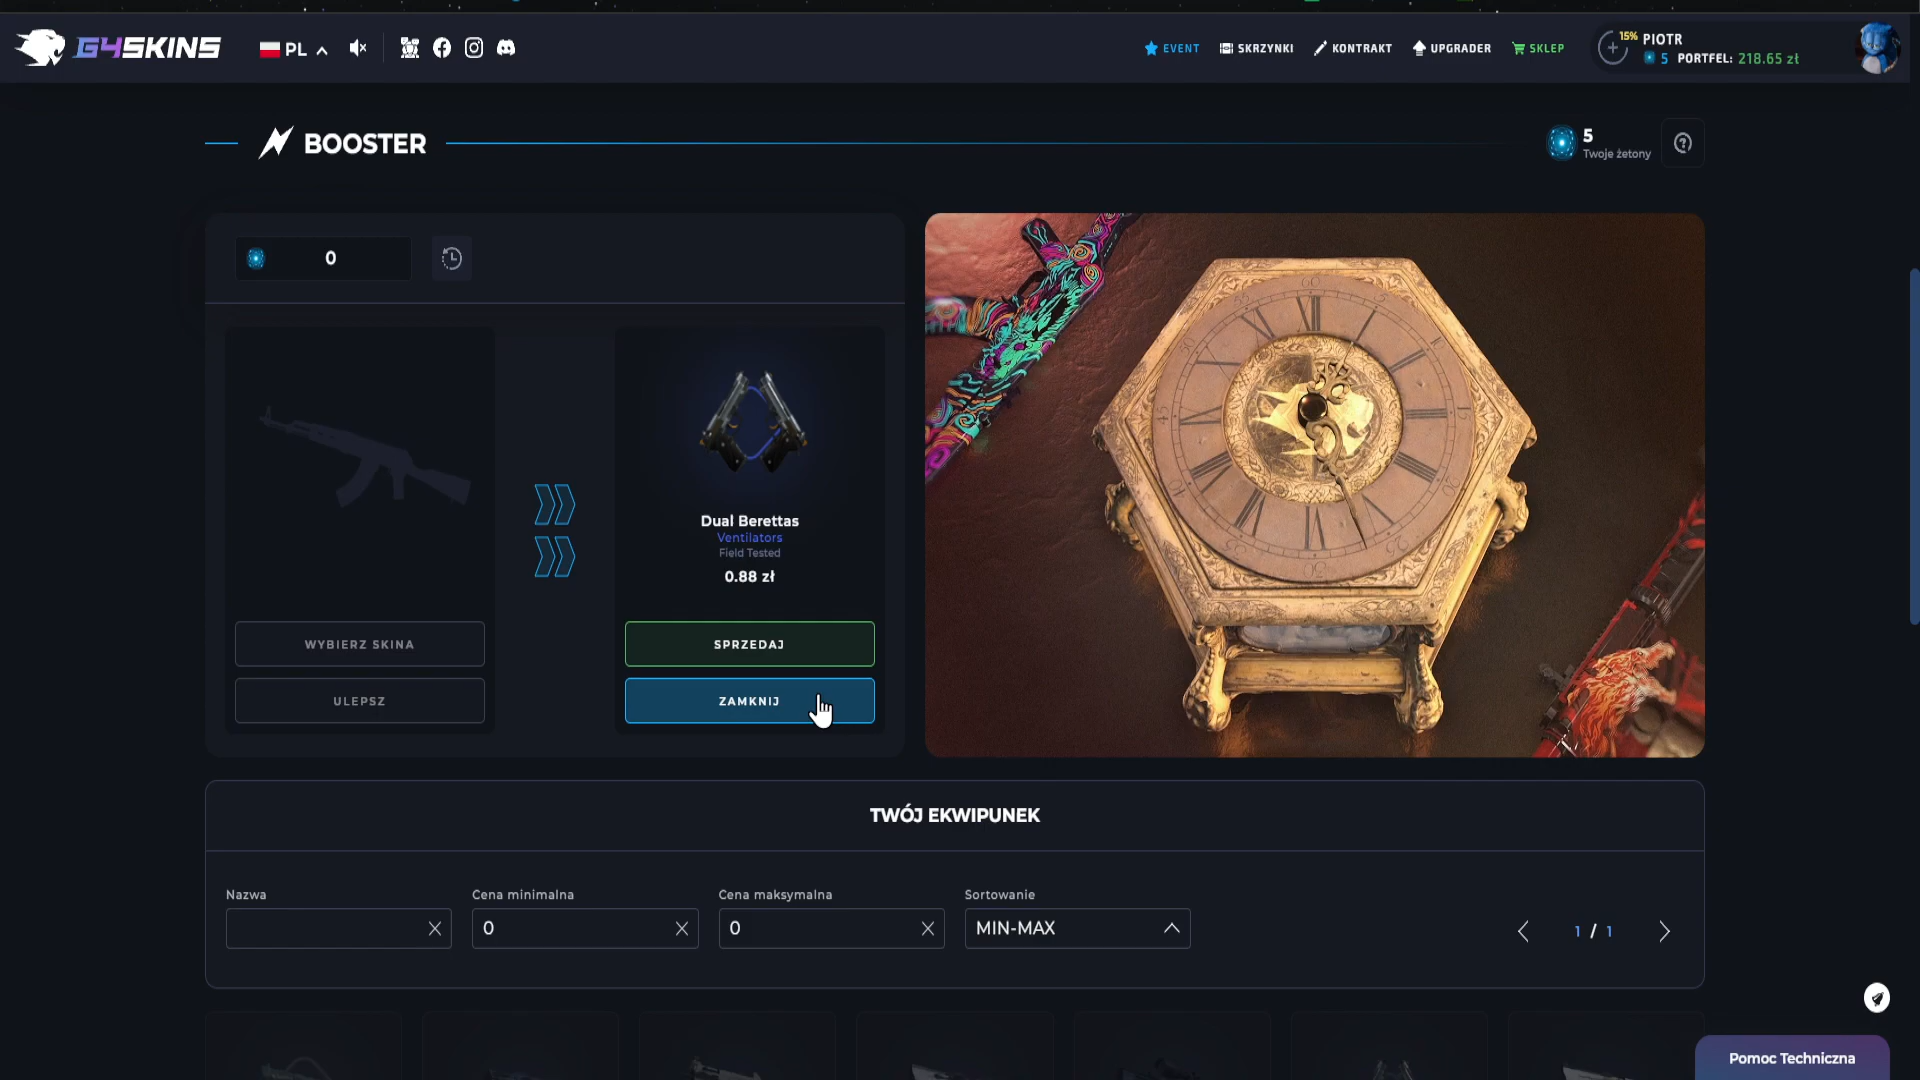 G4SKINS
PL
EVENT
SKRZYNKI
KONTRAKT
UPGRADER
SKLEP
15% PIOTR
5 PORTFEL: 218.65 zł
BOOSTER
5
Twoje żetony
0
Dual Berettas
Ventilators
Field Tested
0.88 zł
WYBIERZ SKINA
ULEPSZ
SPRZEDAJ
ZAMKNIJ
TWÓJ EKWIPUNEK
Nazwa
Cena minimalna
Cena maksymalna
Sortowanie
0
0
MIN-MAX
1 / 1
Pomoc Techniczna